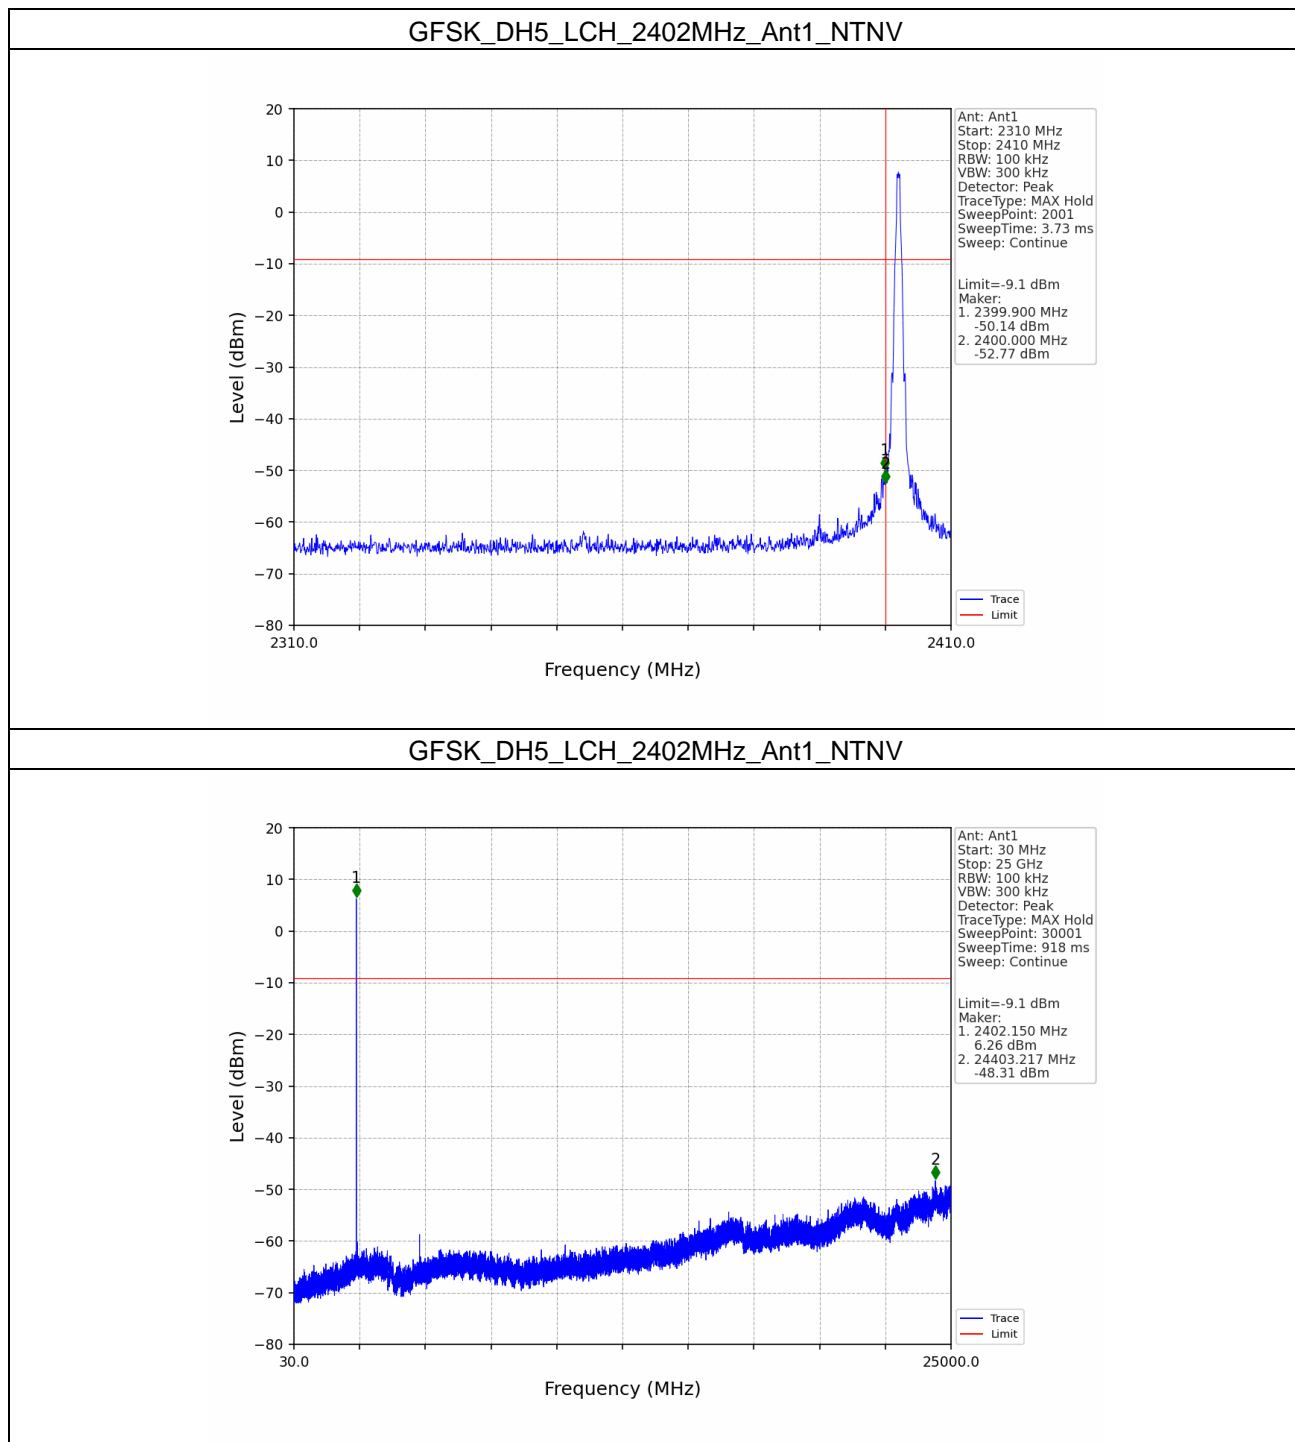 GFSK_DH5_LCH_2402MHz_Ant1_NTNV
20
10
0
−10
−20
−30
−40
−50
−60
−70
−80
Level (dBm)
1
2
2310.0
2410.0
Frequency (MHz)
Ant: Ant1
Start: 2310 MHz
Stop: 2410 MHz
RBW: 100 kHz
VBW: 300 kHz
Detector: Peak
TraceType: MAX Hold
SweepPoint: 2001
SweepTime: 3.73 ms
Sweep: Continue
Limit=-9.1 dBm
Maker:
1. 2399.900 MHz
-50.14 dBm
2. 2400.000 MHz
-52.77 dBm
Trace
Limit
GFSK_DH5_LCH_2402MHz_Ant1_NTNV
20
10
0
−10
−20
−30
−40
−50
−60
−70
−80
Level (dBm)
1
2
30.0
25000.0
Frequency (MHz)
Ant: Ant1
Start: 30 MHz
Stop: 25 GHz
RBW: 100 kHz
VBW: 300 kHz
Detector: Peak
TraceType: MAX Hold
SweepPoint: 30001
SweepTime: 918 ms
Sweep: Continue
Limit=-9.1 dBm
Maker:
1. 2402.150 MHz
6.26 dBm
2. 24403.217 MHz
-48.31 dBm
Trace
Limit